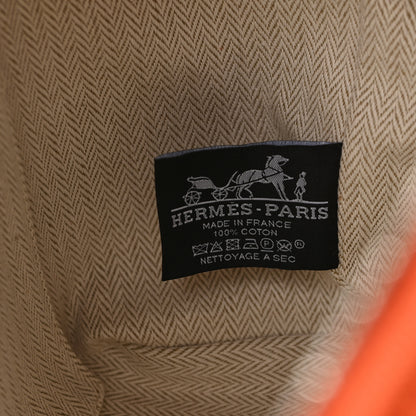 HERMES-PARIS
MADE IN FRANCE
100% COTON
NETTOYAGE A SEC